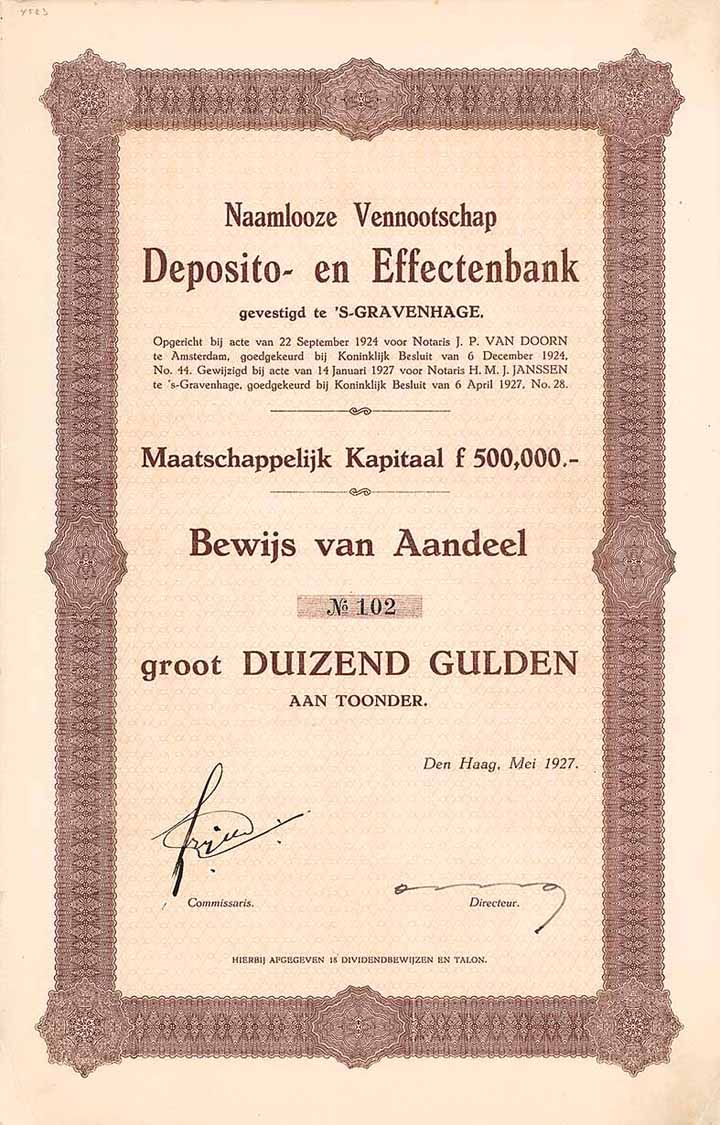 4523
Naamlooze Vennootschap
Deposito- en Effectenbank
gevestigd te 'S-GRAVENHAGE.
Opgericht bij acte van 22 September 1924 voor Notaris J. P. VAN DOORN
te Amsterdam, goedgekeurd bij Koninklijk Besluit van 6 December 1924,
No. 44. Gewijzigd bij acte van 14 Januari 1927 voor Notaris H. M. J. JANSSEN
te 's-Gravenhage, goedgekeurd bij Koninklijk Besluit van 6 April 1927, No. 28.
Maatschappelijk Kapitaal f 500,000.-
Bewijs van Aandeel
№ 102
groot DUIZEND GULDEN
AAN TOONDER.
Den Haag, Mei 1927.
Commissaris. Directeur.
HIERBIJ AFGEGEVEN 18 DIVIDENDBEWIJZEN EN TALON.